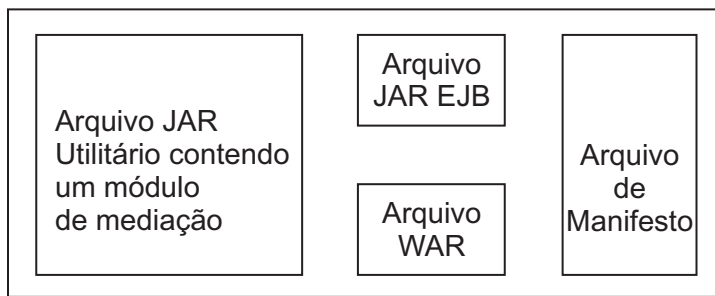 Arquivo JAR
Utilitário contendo
um módulo
de mediação
Arquivo
JAR EJB
Arquivo
WAR
Arquivo
de
Manifesto